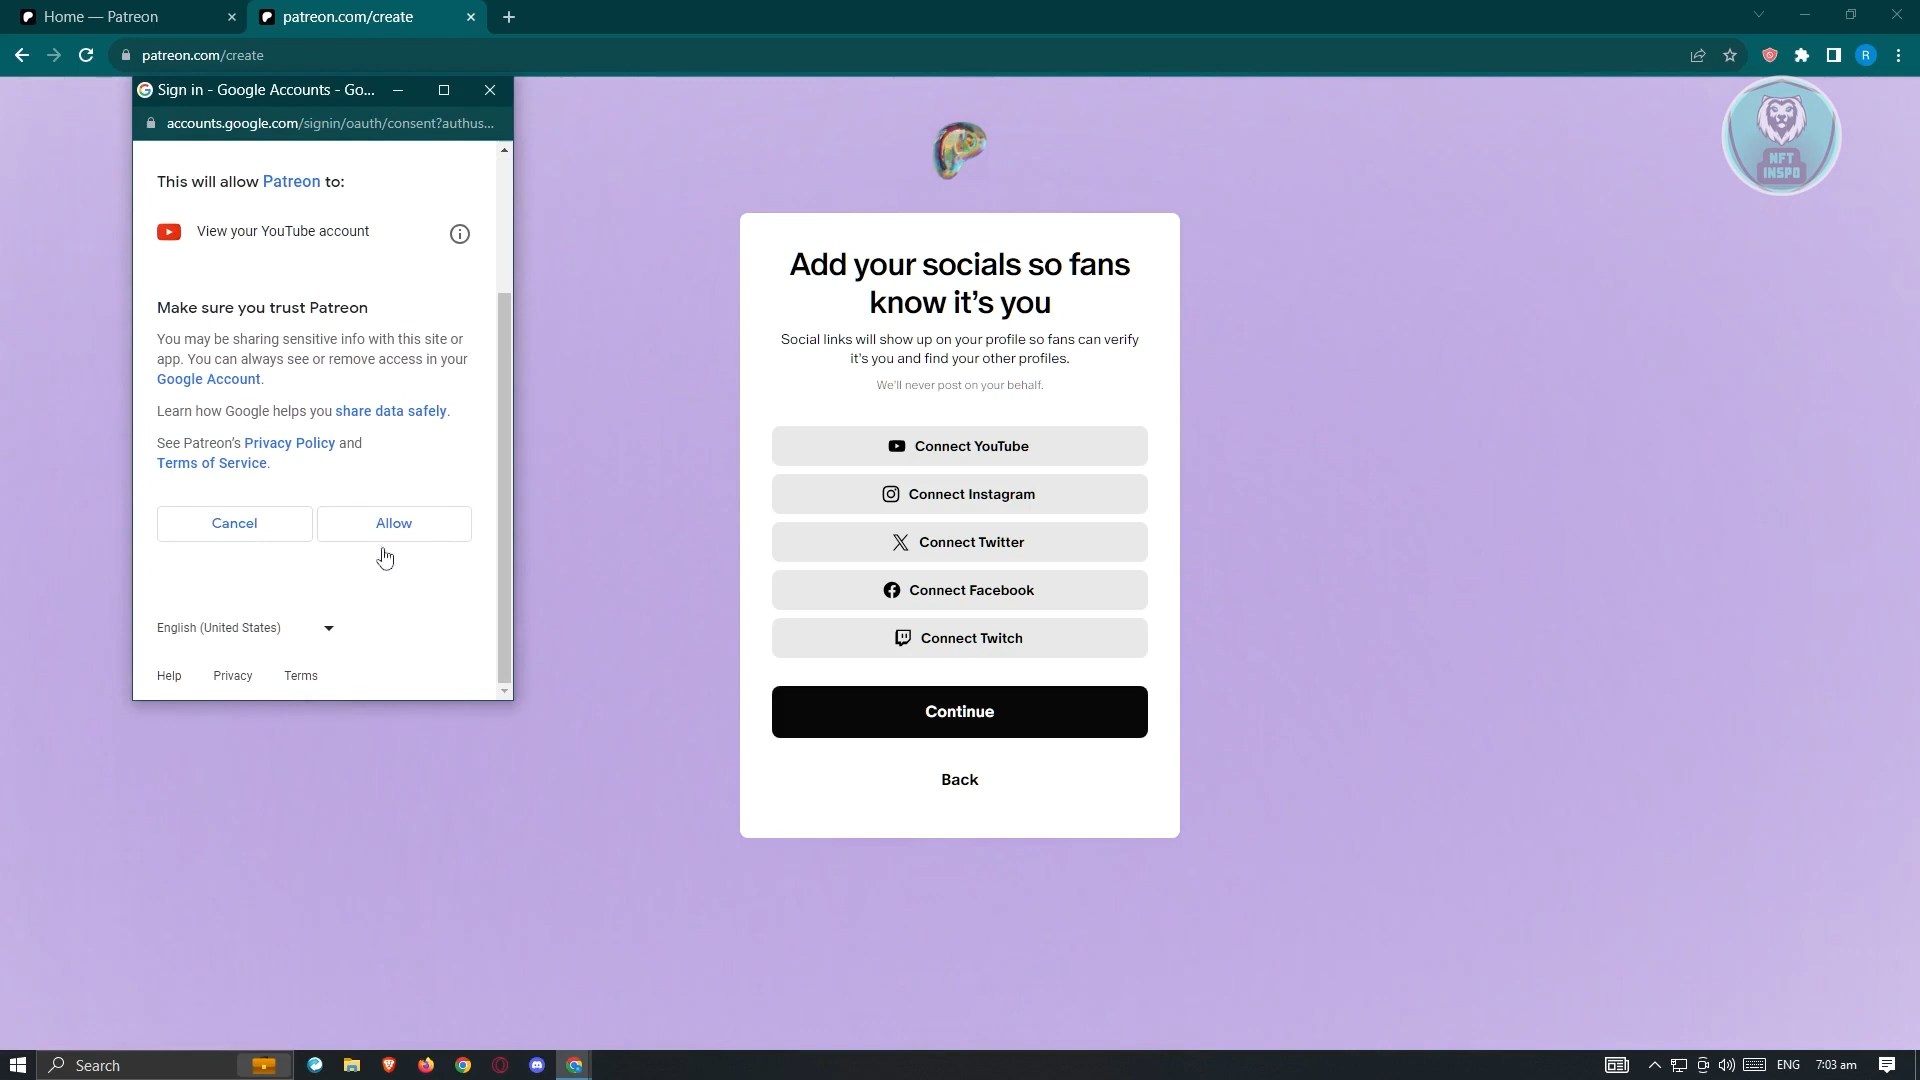 Home — Patreon
patreon.com/create
patreon.com/create
Sign in - Google Accounts - Go...
accounts.google.com/signin/oauth/consent?authus...
This will allow Patreon to:
View your YouTube account
Make sure you trust Patreon
You may be sharing sensitive info with this site or
app. You can always see or remove access in your
Google Account.
Learn how Google helps you share data safely.
See Patreon's Privacy Policy and
Terms of Service.
Cancel
Allow
English (United States)
Help
Privacy
Terms
R
NFT
INSPO
Add your socials so fans
know it's you
Social links will show up on your profile so fans can verify
it's you and find your other profiles.
We'll never post on your behalf.
Connect YouTube
Connect Instagram
Connect Twitter
Connect Facebook
Connect Twitch
Continue
Back
Search
ENG
7:03 am